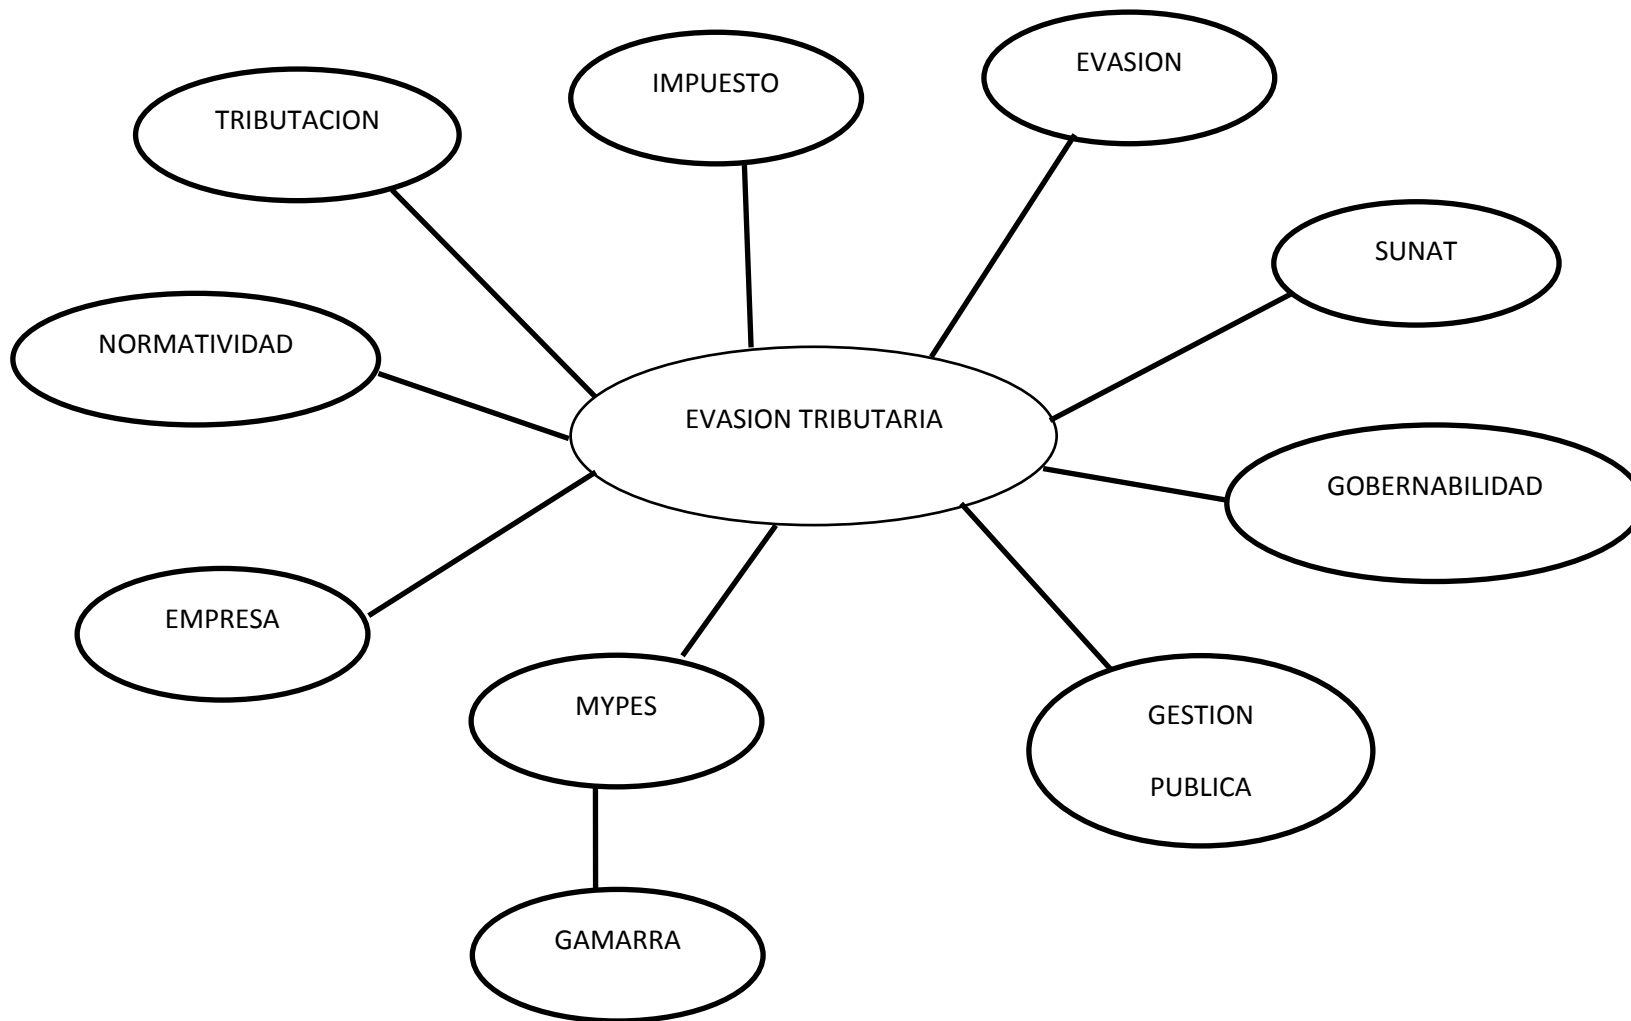 EVASION
IMPUESTO
TRIBUTACION
SUNAT
NORMATIVIDAD
EVASION TRIBUTARIA
GOBERNABILIDAD
EMPRESA
MYPES
GESTION
PUBLICA
GAMARRA